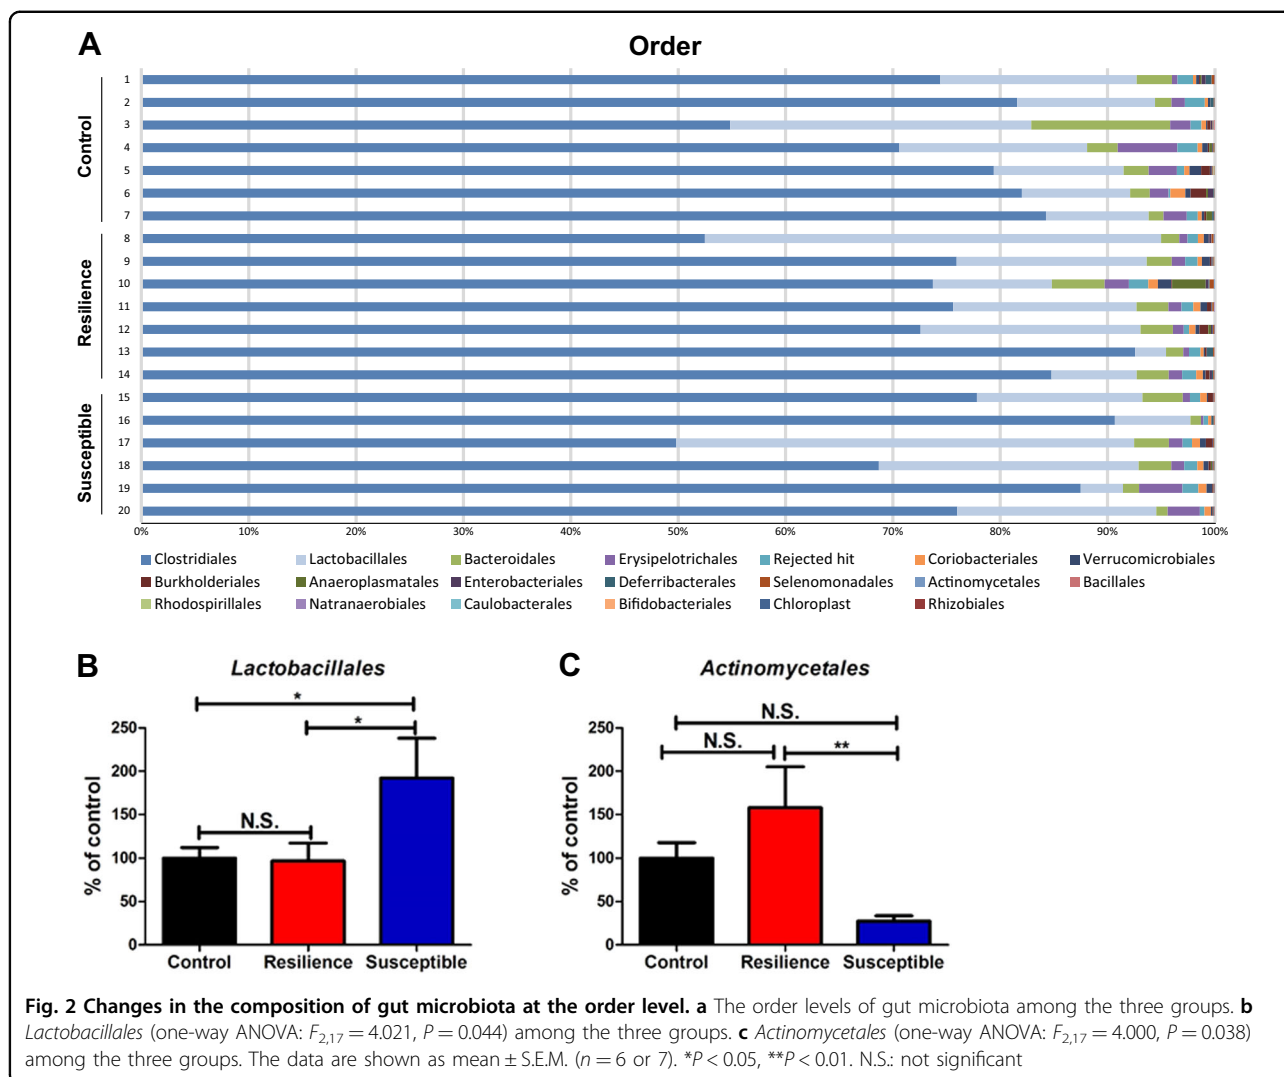 A
Order
Control
Resilience
Susceptible
1
2
3
4
5
6
7
8
9
10
11
12
13
14
15
16
17
18
19
20
0% 10% 20% 30% 40% 50% 60% 70% 80% 90% 100%
Clostridiales Lactobacillales Bacteroidales Erysipelotrichales Rejected hit Coriobacteriales Verrucomicrobiales
Burkholderiales Anaeroplasmatales Enterobacteriales Deferribacterales Selenomonadales Actinomycetales Bacillales
Rhodospirillales Natranaerobiales Caulobacterales Bifidobacteriales Chloroplast Rhizobiales
B
Lactobacillales
*
*
N.S.
% of control
250
200
150
100
50
0
Control Resilience Susceptible
C
Actinomycetales
N.S.
N.S.
**
% of control
250
200
150
100
50
0
Control Resilience Susceptible
Fig. 2 Changes in the composition of gut microbiota at the order level. a The order levels of gut microbiota among the three groups. b
Lactobacillales (one-way ANOVA: F2,17 = 4.021, P = 0.044) among the three groups. c Actinomycetales (one-way ANOVA: F2,17 = 4.000, P = 0.038)
among the three groups. The data are shown as mean ± S.E.M. (n = 6 or 7). *P < 0.05, **P < 0.01. N.S.: not significant